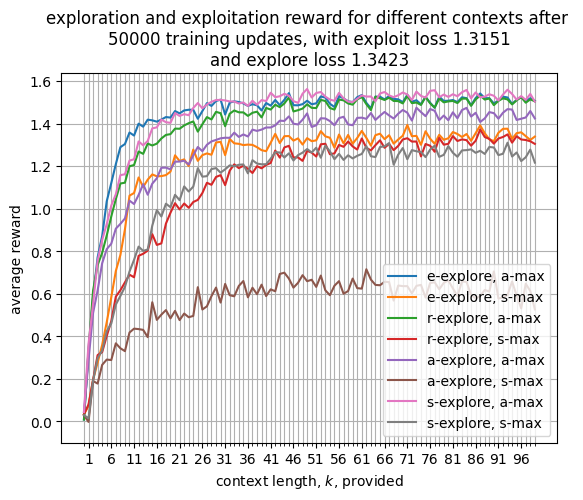 exploration and exploitation reward for different contexts after
50000 training updates, with exploit loss 1.3151
and explore loss 1.3423
1.6
1.4
1.2
1.0
0.8
0.6
0.4
0.2
0.0
average reward
e-explore, a-max
e-explore, s-max
r-explore, a-max
r-explore, s-max
a-explore, a-max
a-explore, s-max
s-explore, a-max
s-explore, s-max
1 6 11 16 21 26 31 36 41 46 51 56 61 66 71 76 81 86 91 96
context length, k, provided